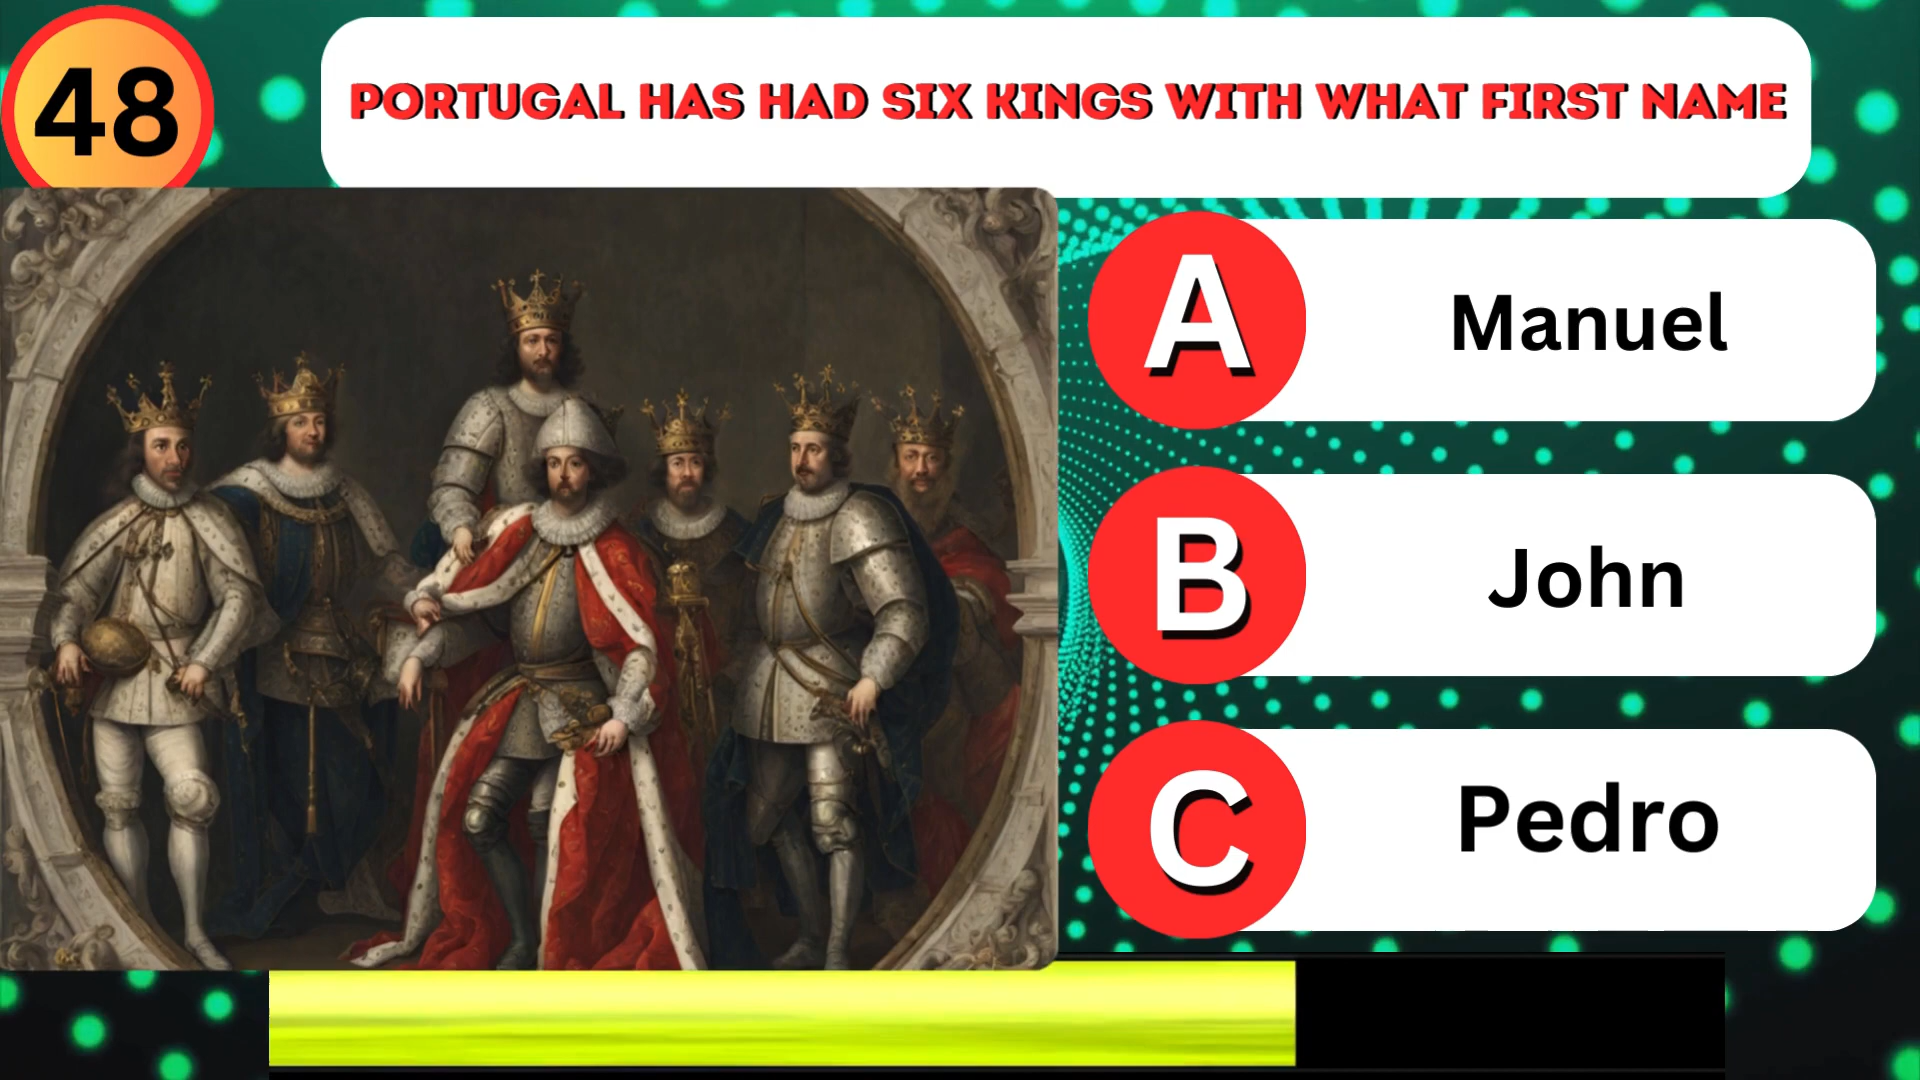 48
PORTUGAL HAS HAD SIX KINGS WITH WHAT FIRST NAME
A
Manuel
B
John
C
Pedro